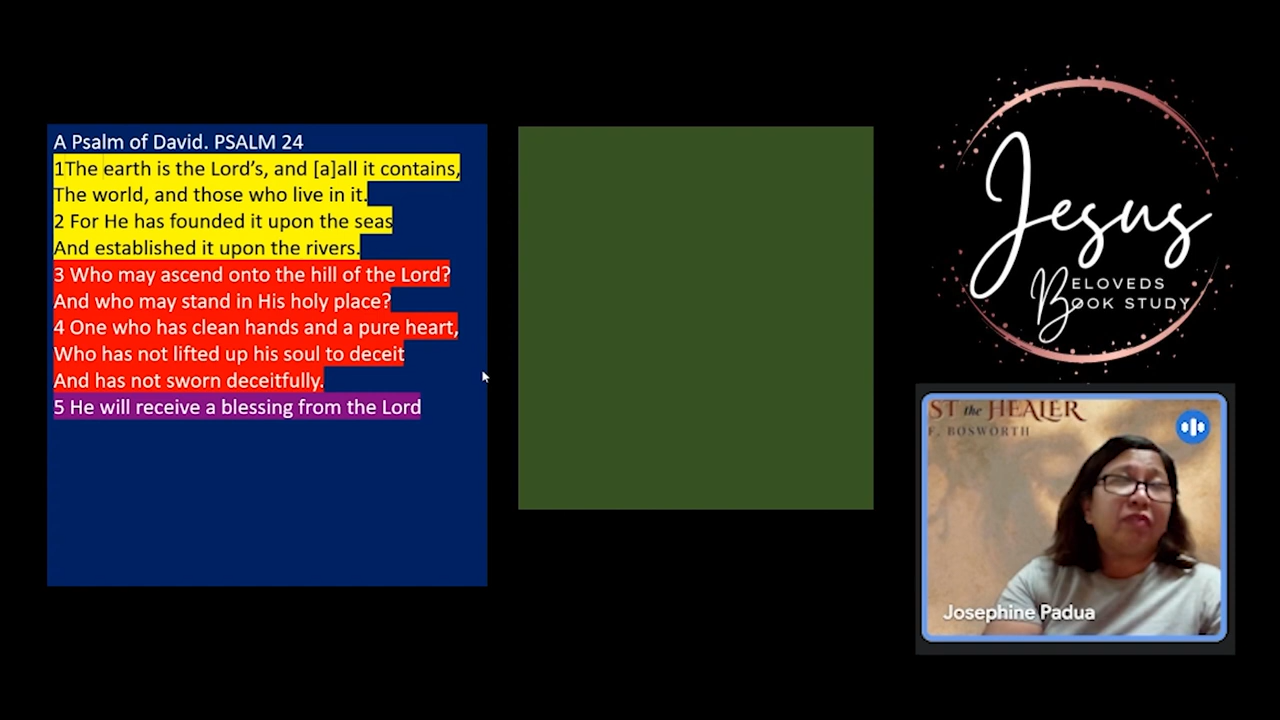 A Psalm of David. PSALM 24
1The earth is the Lord’s, and [a]all it contains,
The world, and those who live in it.
2 For He has founded it upon the seas
And established it upon the rivers.
3 Who may ascend onto the hill of the Lord?
And who may stand in His holy place?
4 One who has clean hands and a pure heart,
Who has not lifted up his soul to deceit
And has not sworn deceitfully.
5 He will receive a blessing from the Lord
Jesus
BELOVEDS
BOOK STUDY
ST the HEALER
F. BOSWORTH
Josephine Padua